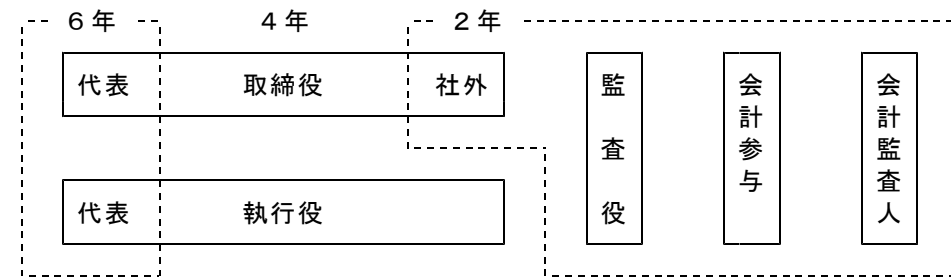 6年 4年 2年
代表 取締役 社外
代表 執行役
監査役
会計参与
会計監査人